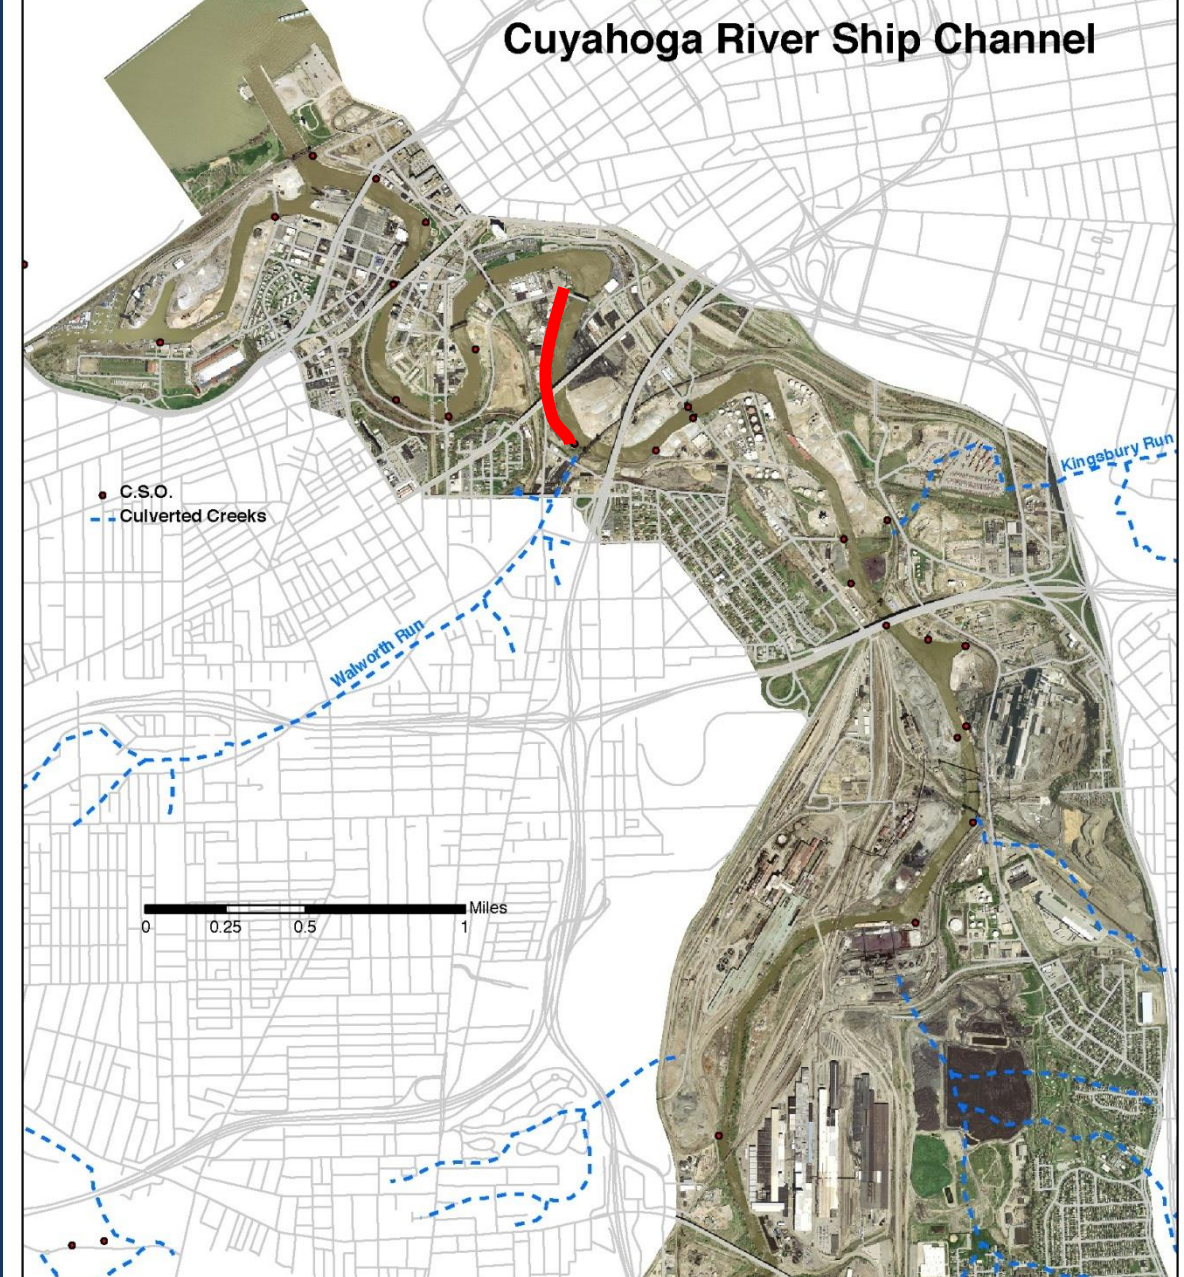 Cuyahoga River Ship Channel
Kingsbury Run
C.S.O.
Culverted Creeks
Walworth Run
Miles
0 0.25 0.5 1